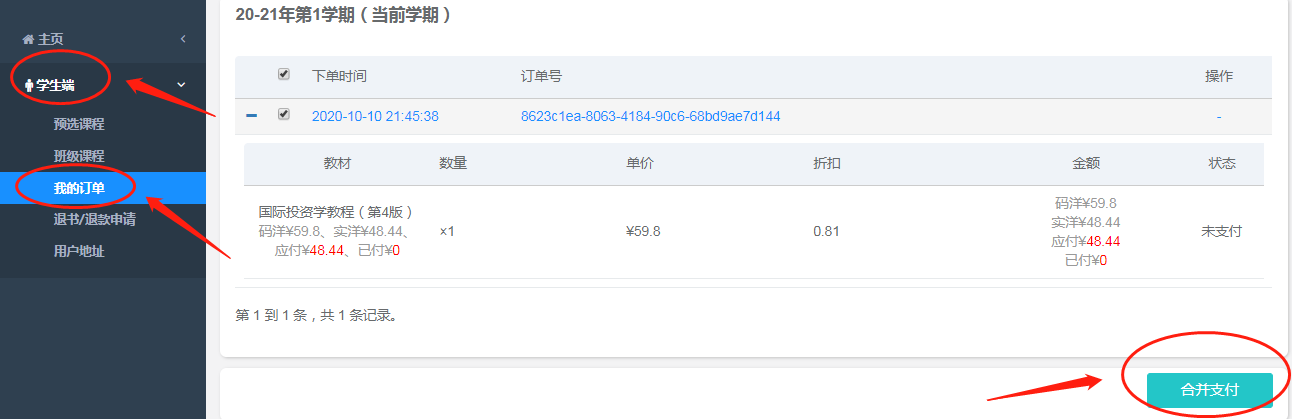 主页
学生端
预选课程
班级课程
我的订单
退书/退款申请
用户地址
20-21年第1学期（当前学期）
下单时间 订单号 操作
2020-10-10 21:45:38 8623c1ea-8063-4184-90c6-68bd9ae7d144 -
教材 数量 单价 折扣 金额 状态
国际投资学教程（第4版）
码洋¥59.8、实洋¥48.44、
应付¥48.44、已付¥0
×1
¥59.8
0.81
码洋¥59.8
实洋¥48.44
应付¥48.44
已付¥0
未支付
第 1 到 1 条，共 1 条记录。
合并支付